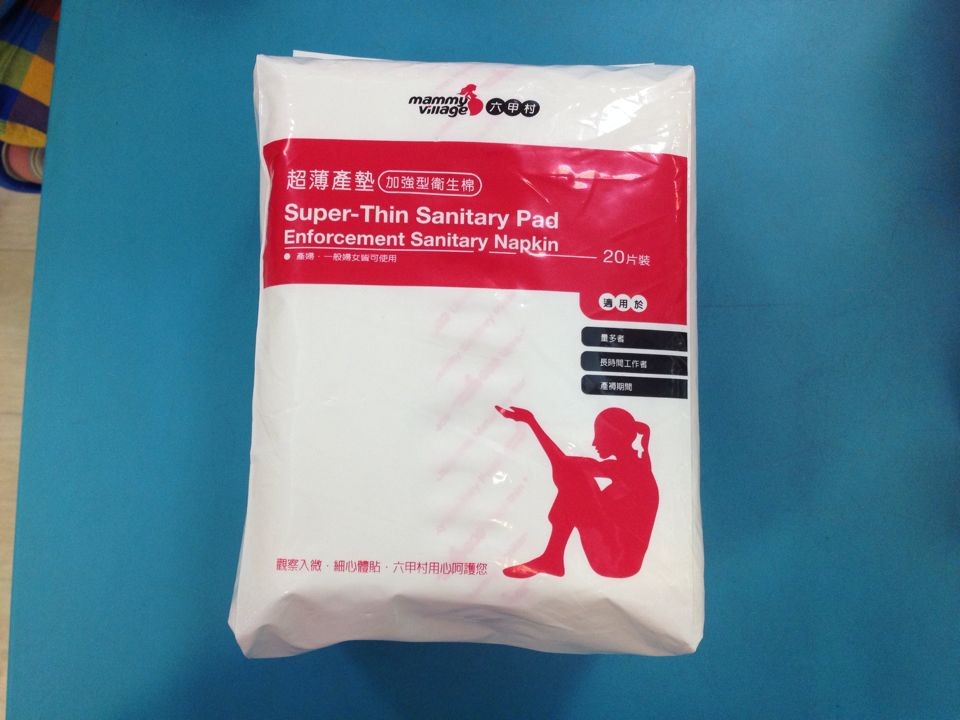 mammy village 六甲村
超薄產墊 加強型衛生棉
Super-Thin Sanitary Pad
Enforcement Sanitary Napkin
● 產婦．一般婦女皆可使用
20片裝
適用於
量多者
長時間工作者
產褥期間
觀察入微．細心體貼．六甲村用心呵護您